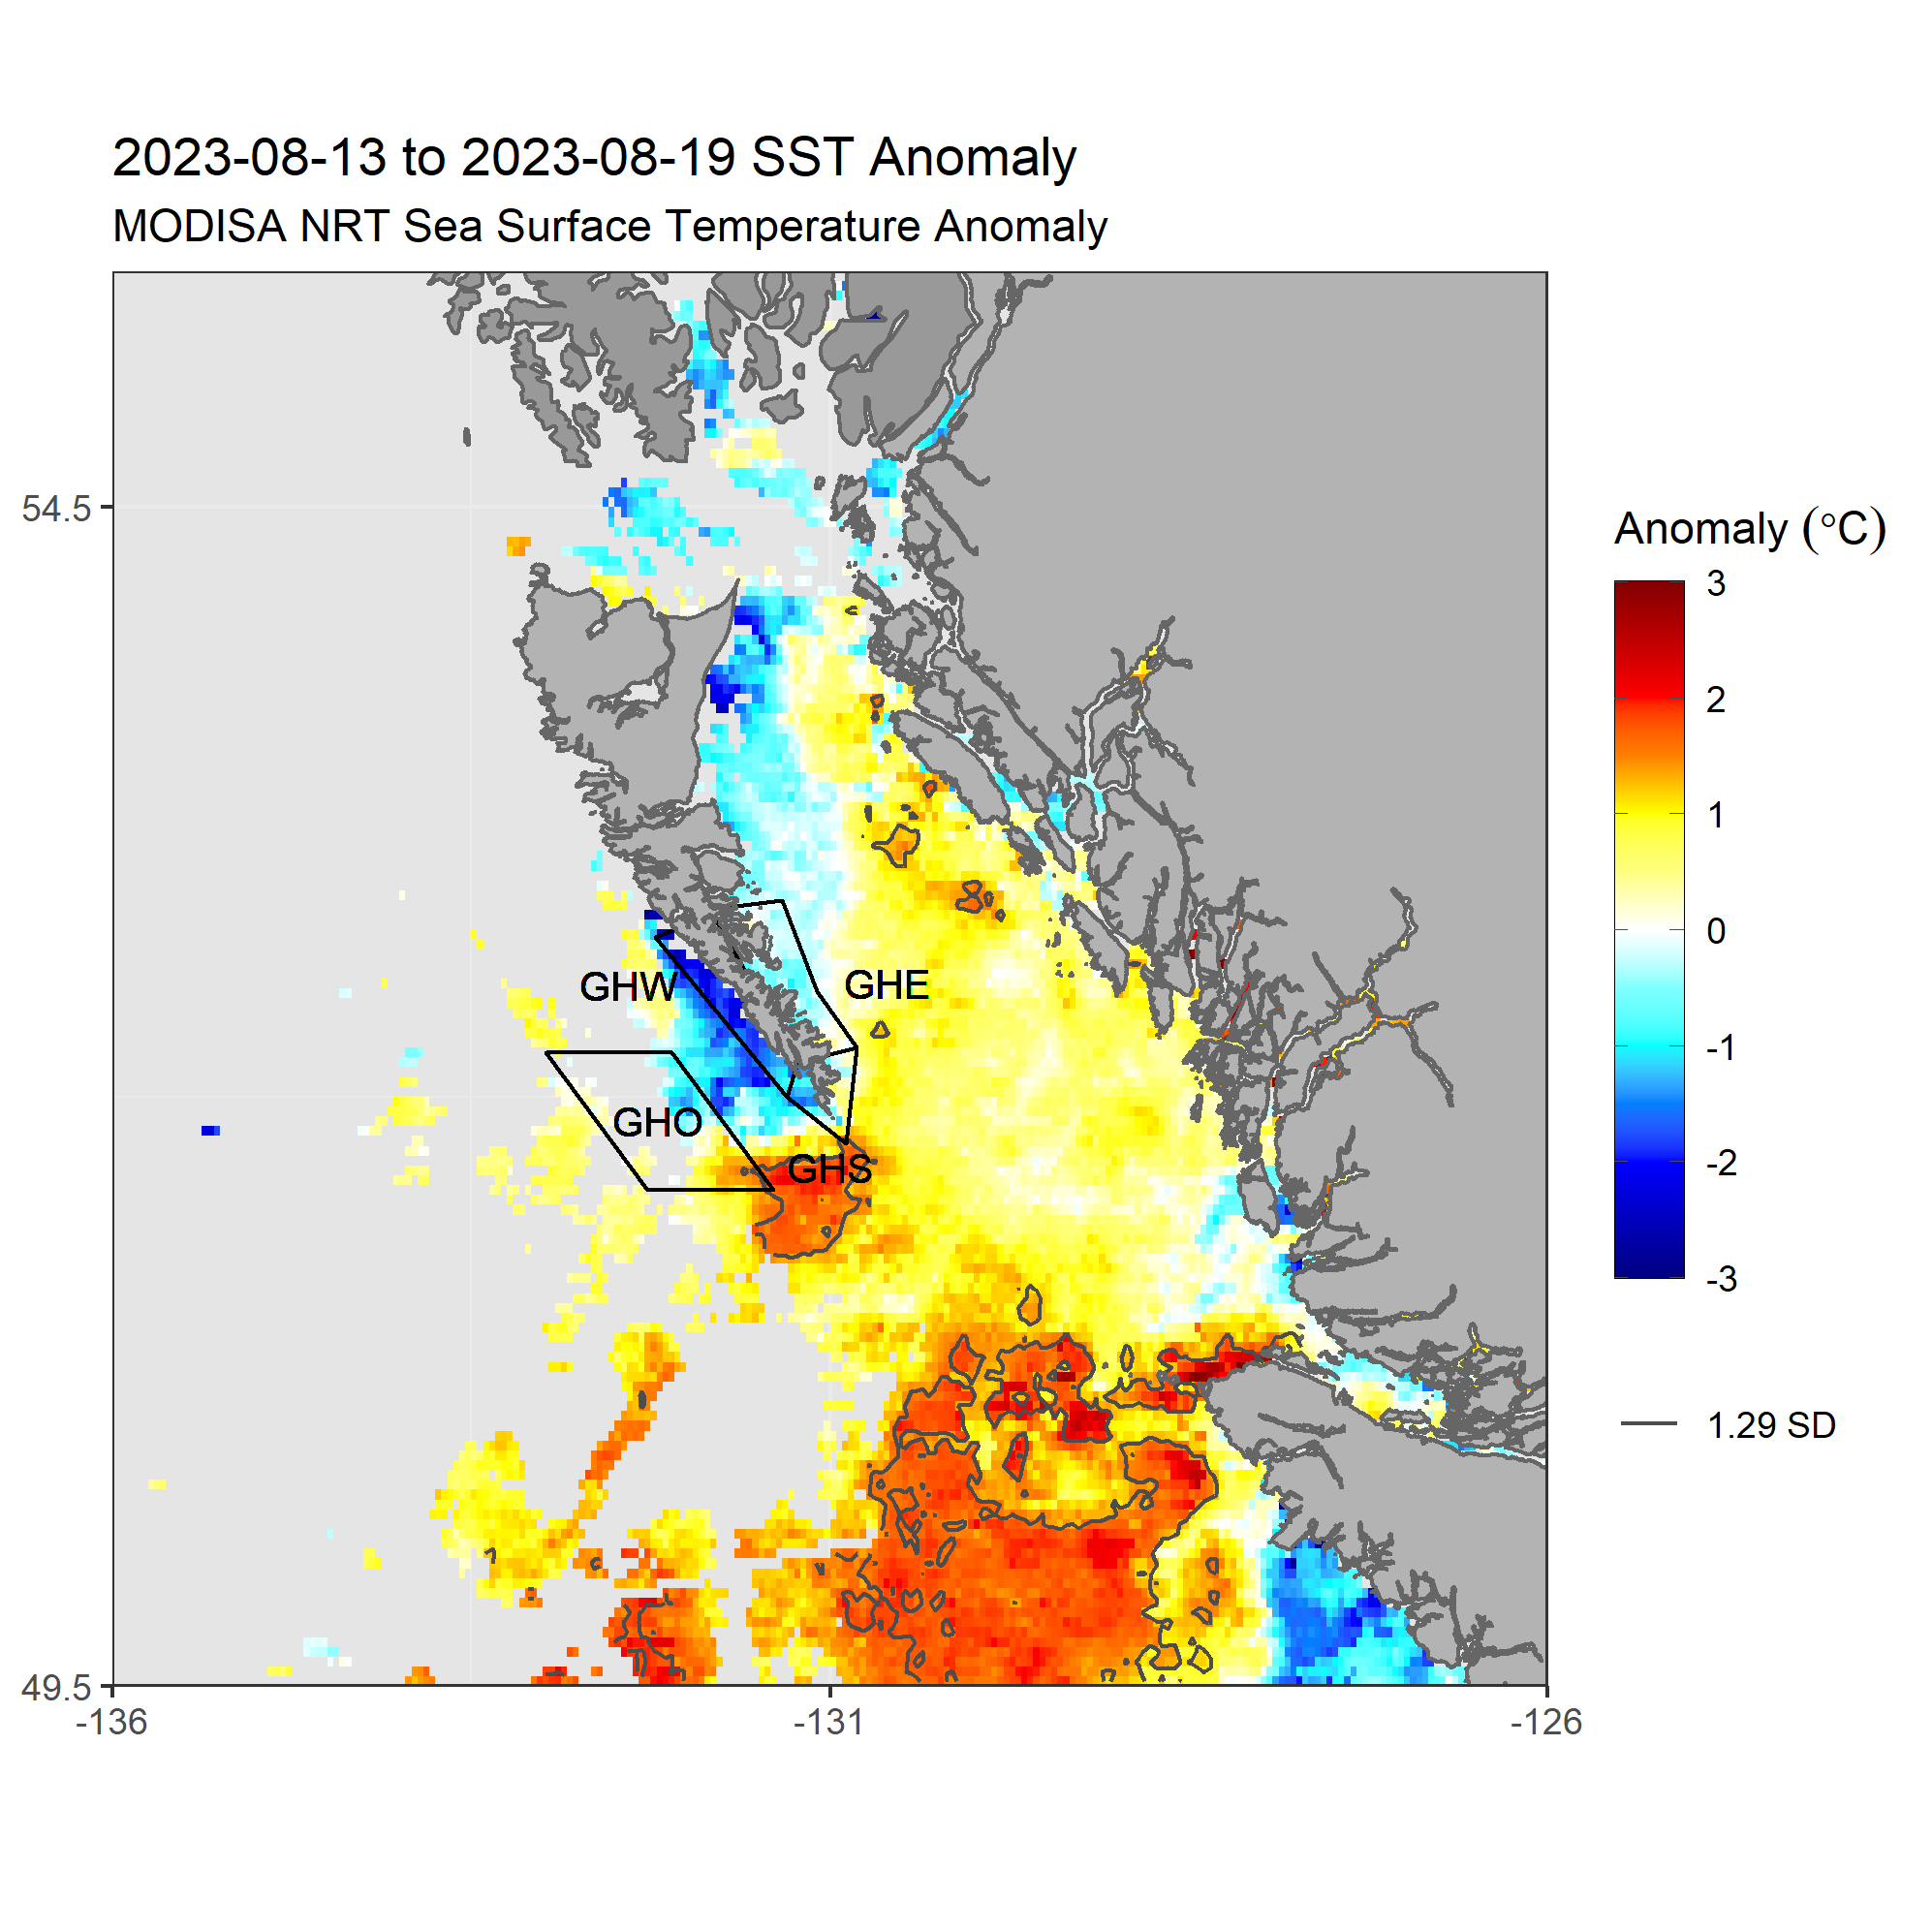 2023-08-13 to 2023-08-19 SST Anomaly
MODISA NRT Sea Surface Temperature Anomaly
54.5
49.5
-136
-131
-126
GHW
GHE
GHO
GHS
Anomaly (°C)
3
2
1
0
-1
-2
-3
1.29 SD